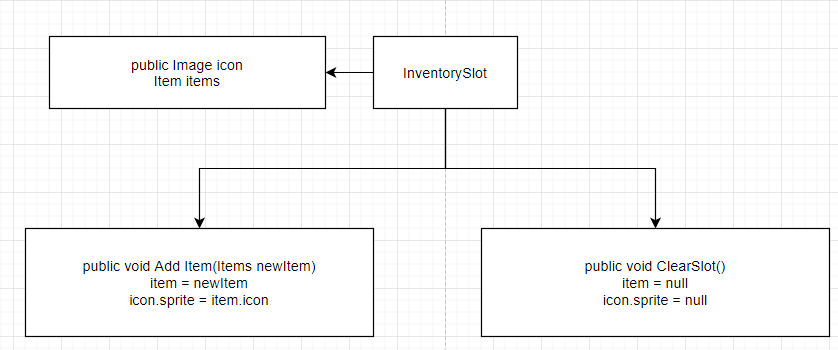 public Image icon
Item items
InventorySlot
public void Add Item(Items newItem)
item = newItem
icon.sprite = item.icon
public void ClearSlot()
item = null
icon.sprite = null